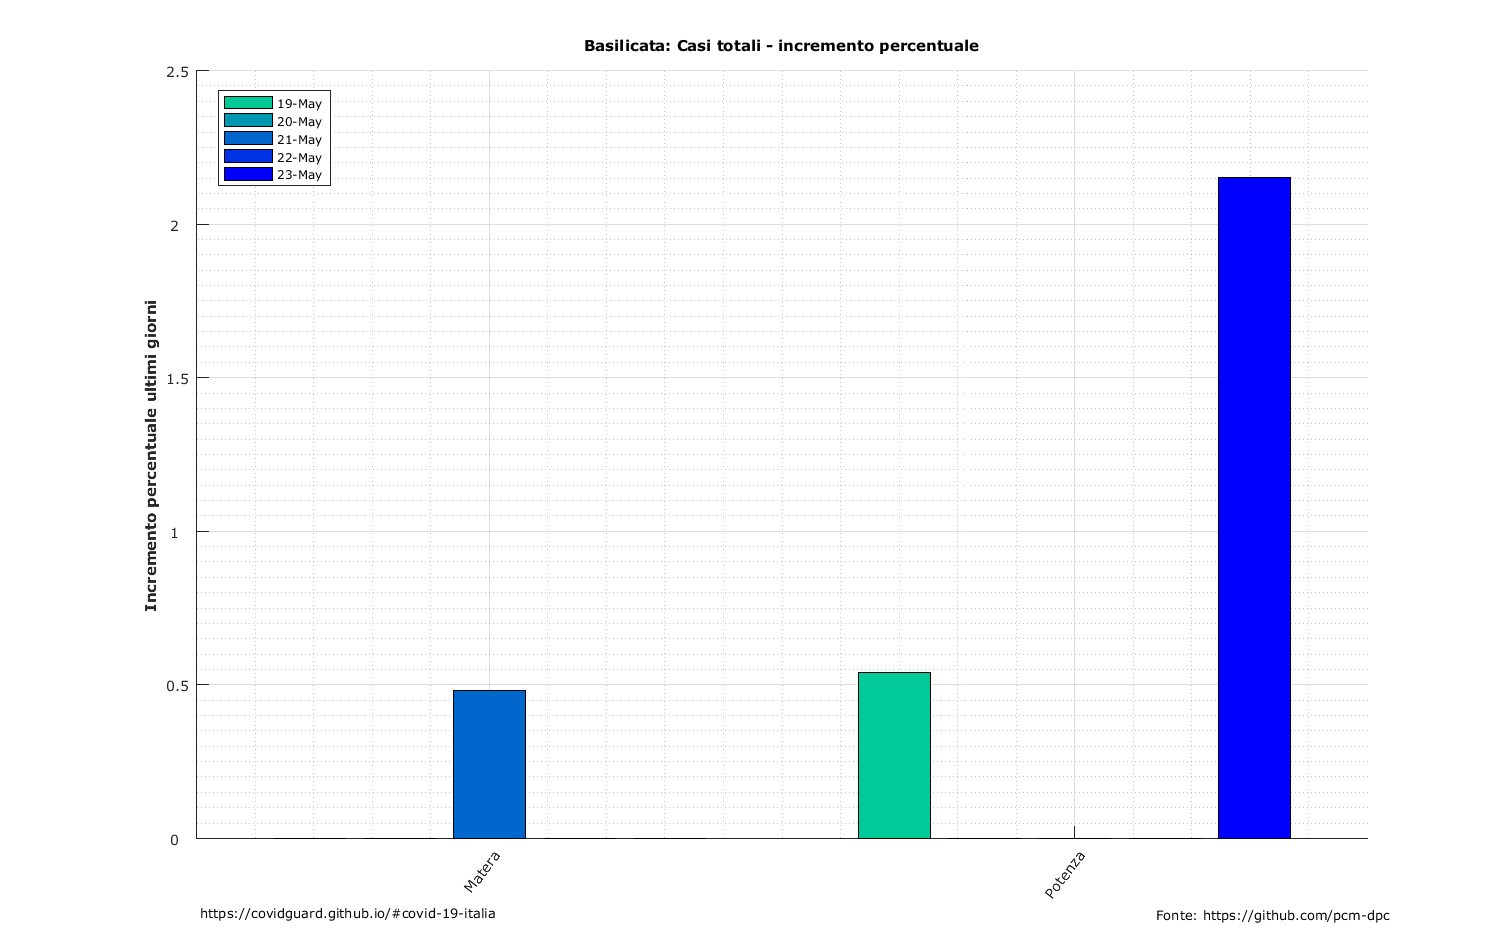 Basilicata: Casi totali - incremento percentuale
2.5
2
1.5
1
0.5
0
Incremento percentuale ultimi giorni
19-May
20-May
21-May
22-May
23-May
Matera
Potenza
https://covidguard.github.io/#covid-19-italia
Fonte: https://github.com/pcm-dpc